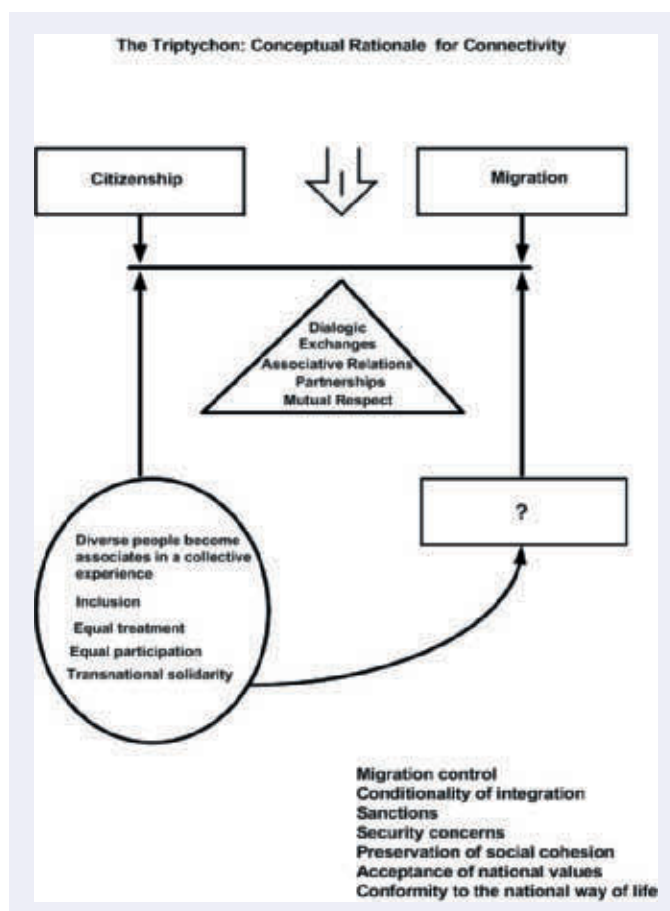 The Triptychon: Conceptual Rationale for Connectivity
Citizenship
Migration
Dialogic
Exchanges
Associative Relations
Partnerships
Mutual Respect
?
Diverse people become
associates in a collective
experience
Inclusion
Equal treatment
Equal participation
Transnational solidarity
Migration control
Conditionality of integration
Sanctions
Security concerns
Preservation of social cohesion
Acceptance of national values
Conformity to the national way of life